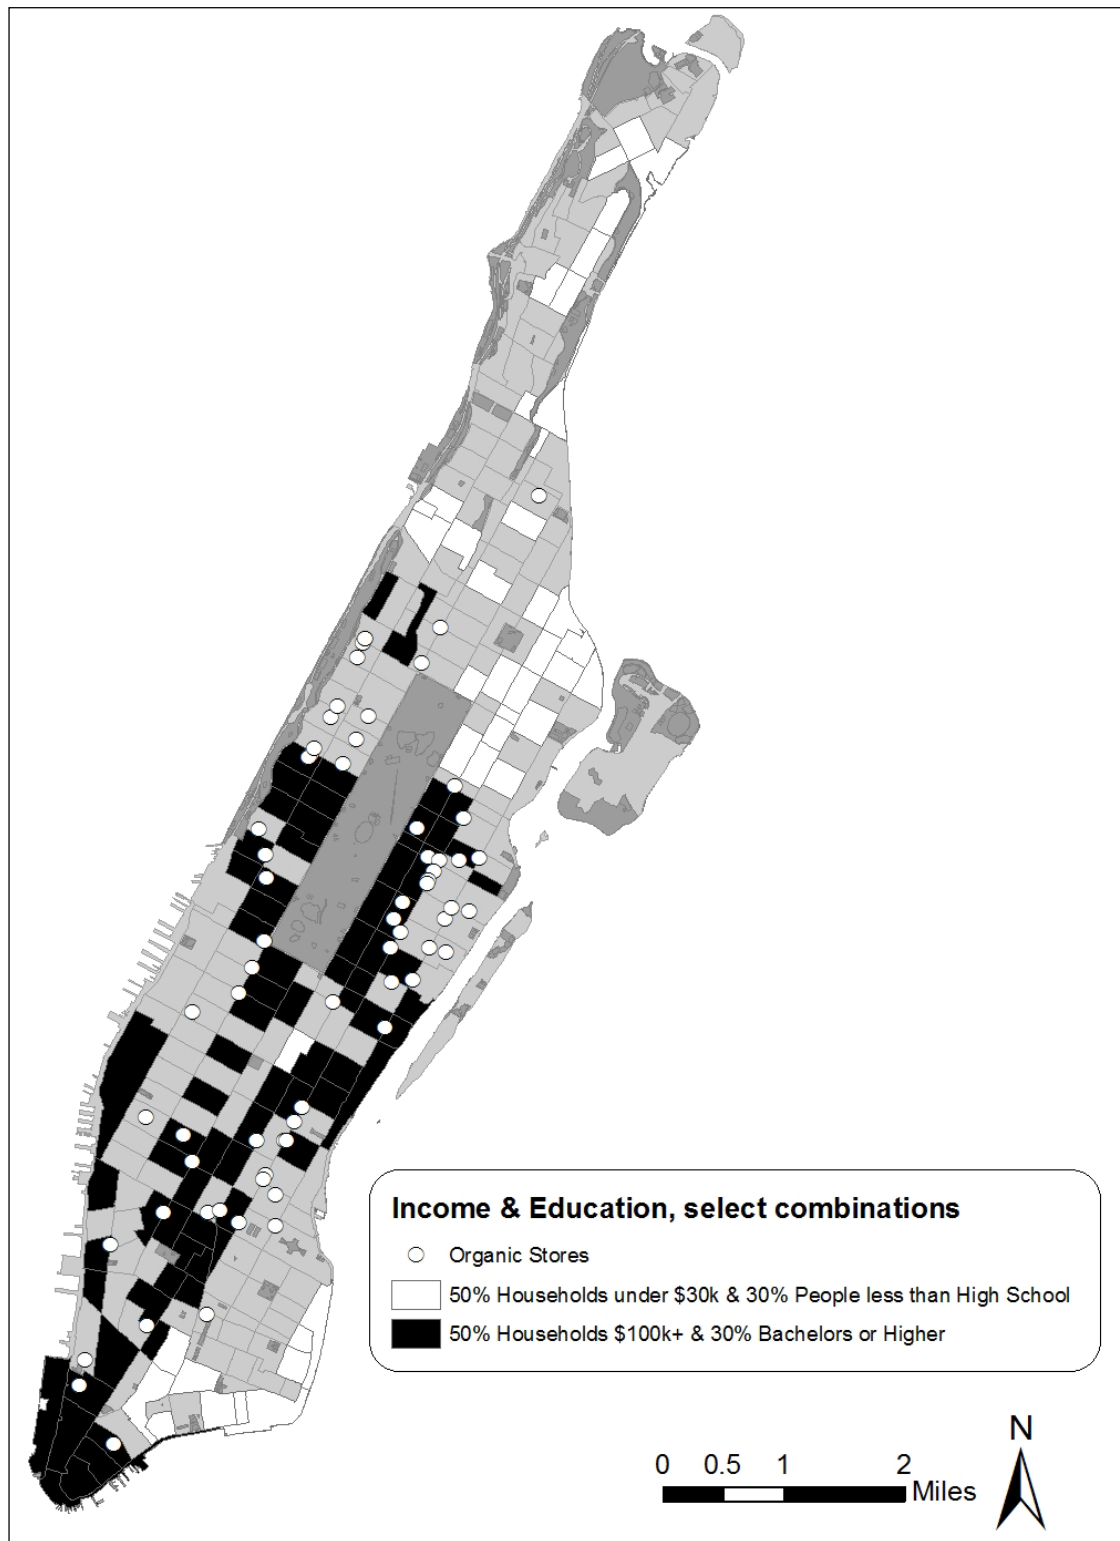 Income & Education, select combinations
Organic Stores
50% Households under $30k & 30% People less than High School
50% Households $100k+ & 30% Bachelors or Higher
N
0 0.5 1 2
Miles